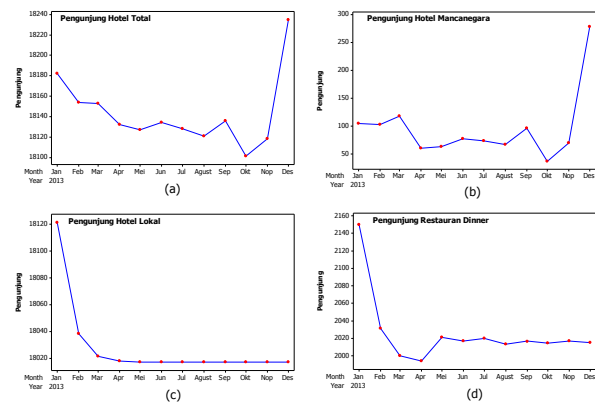 Pengunjung Hotel Total
Pengunjung
18240
18220
18200
18180
18160
18140
18120
18100
Month Jan Feb Mar Apr Mei Jun Jul Agust Sep Okt Nop Des
Year 2013
(a)
Pengunjung Hotel Mancanegara
Pengunjung
300
250
200
150
100
50
Month Jan Feb Mar Apr Mei Jun Jul Agust Sep Okt Nop Des
Year 2013
(b)
Pengunjung Hotel Lokal
Pengunjung
18120
18100
18080
18060
18040
18020
Month Jan Feb Mar Apr Mei Jun Jul Agust Sep Okt Nop Des
Year 2013
(c)
Pengunjung Restauran Dinner
Pengunjung
2160
2140
2120
2100
2080
2060
2040
2020
2000
Month Jan Feb Mar Apr Mei Jun Jul Agust Sep Okt Nop Des
Year 2013
(d)